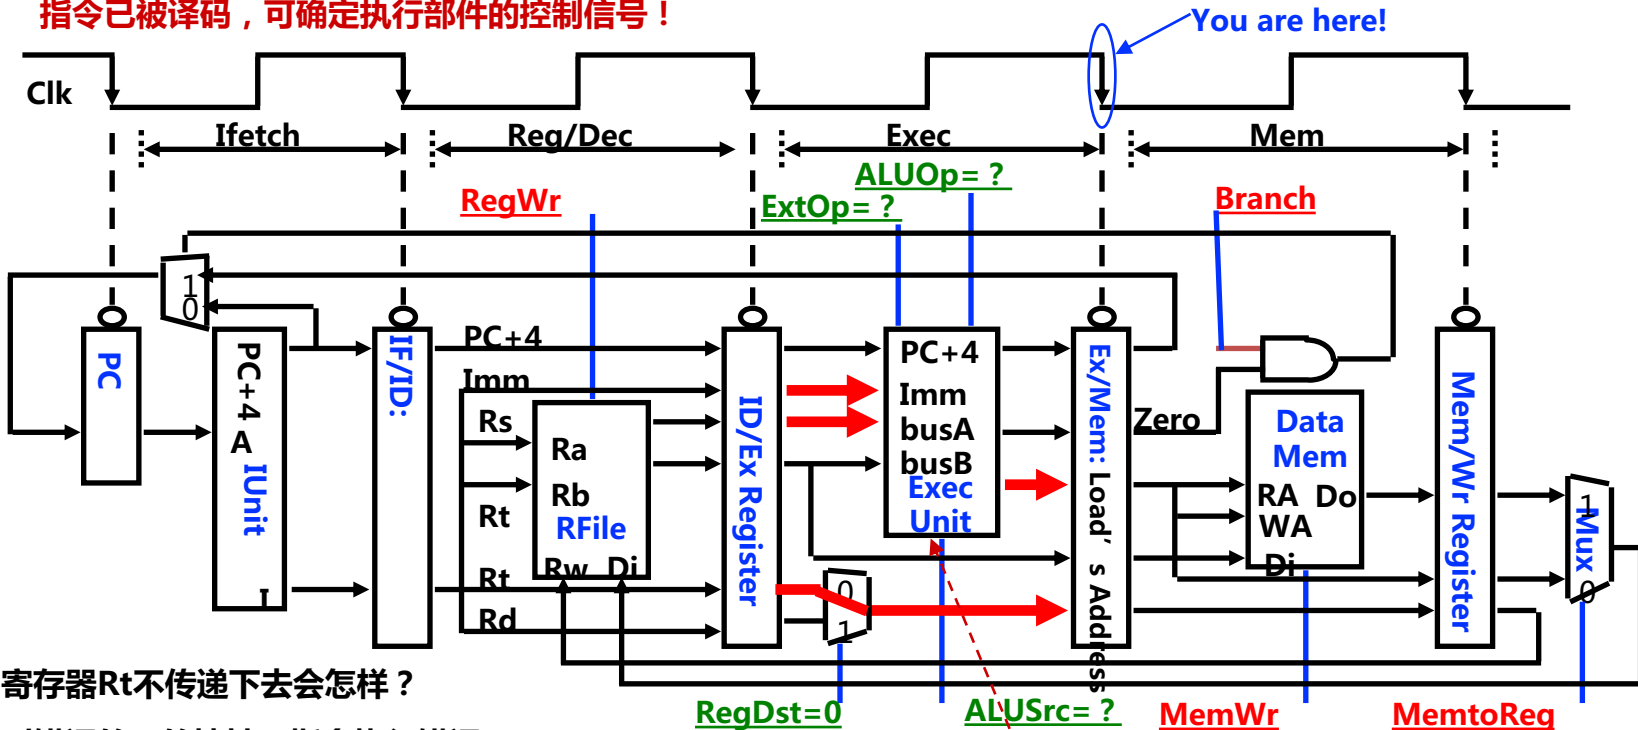 指令已被译码，可确定执行部件的控制信号！
You are here!
Clk
Ifetch
Reg/Dec
Exec
Mem
ALUOp=？
RegWr
ExtOp=？
Branch
1
0
PC
PC+4
A
IUnit
I
IF/ID:
PC+4
Imm
Rs
Ra
Rb
Rt
RFile
Rw Di
Rt
Rd
ID/Ex Register
PC+4
Imm
busA
busB
Exec
Unit
0
1
Ex/Mem: Load’s Address
Zero
Data
Mem
RA Do
WA
Di
Mem/Wr Register
1
Mux
0
寄存器Rt不传递下去会怎样？
RegDst=0
ALUSrc=？
MemWr
MemtoReg